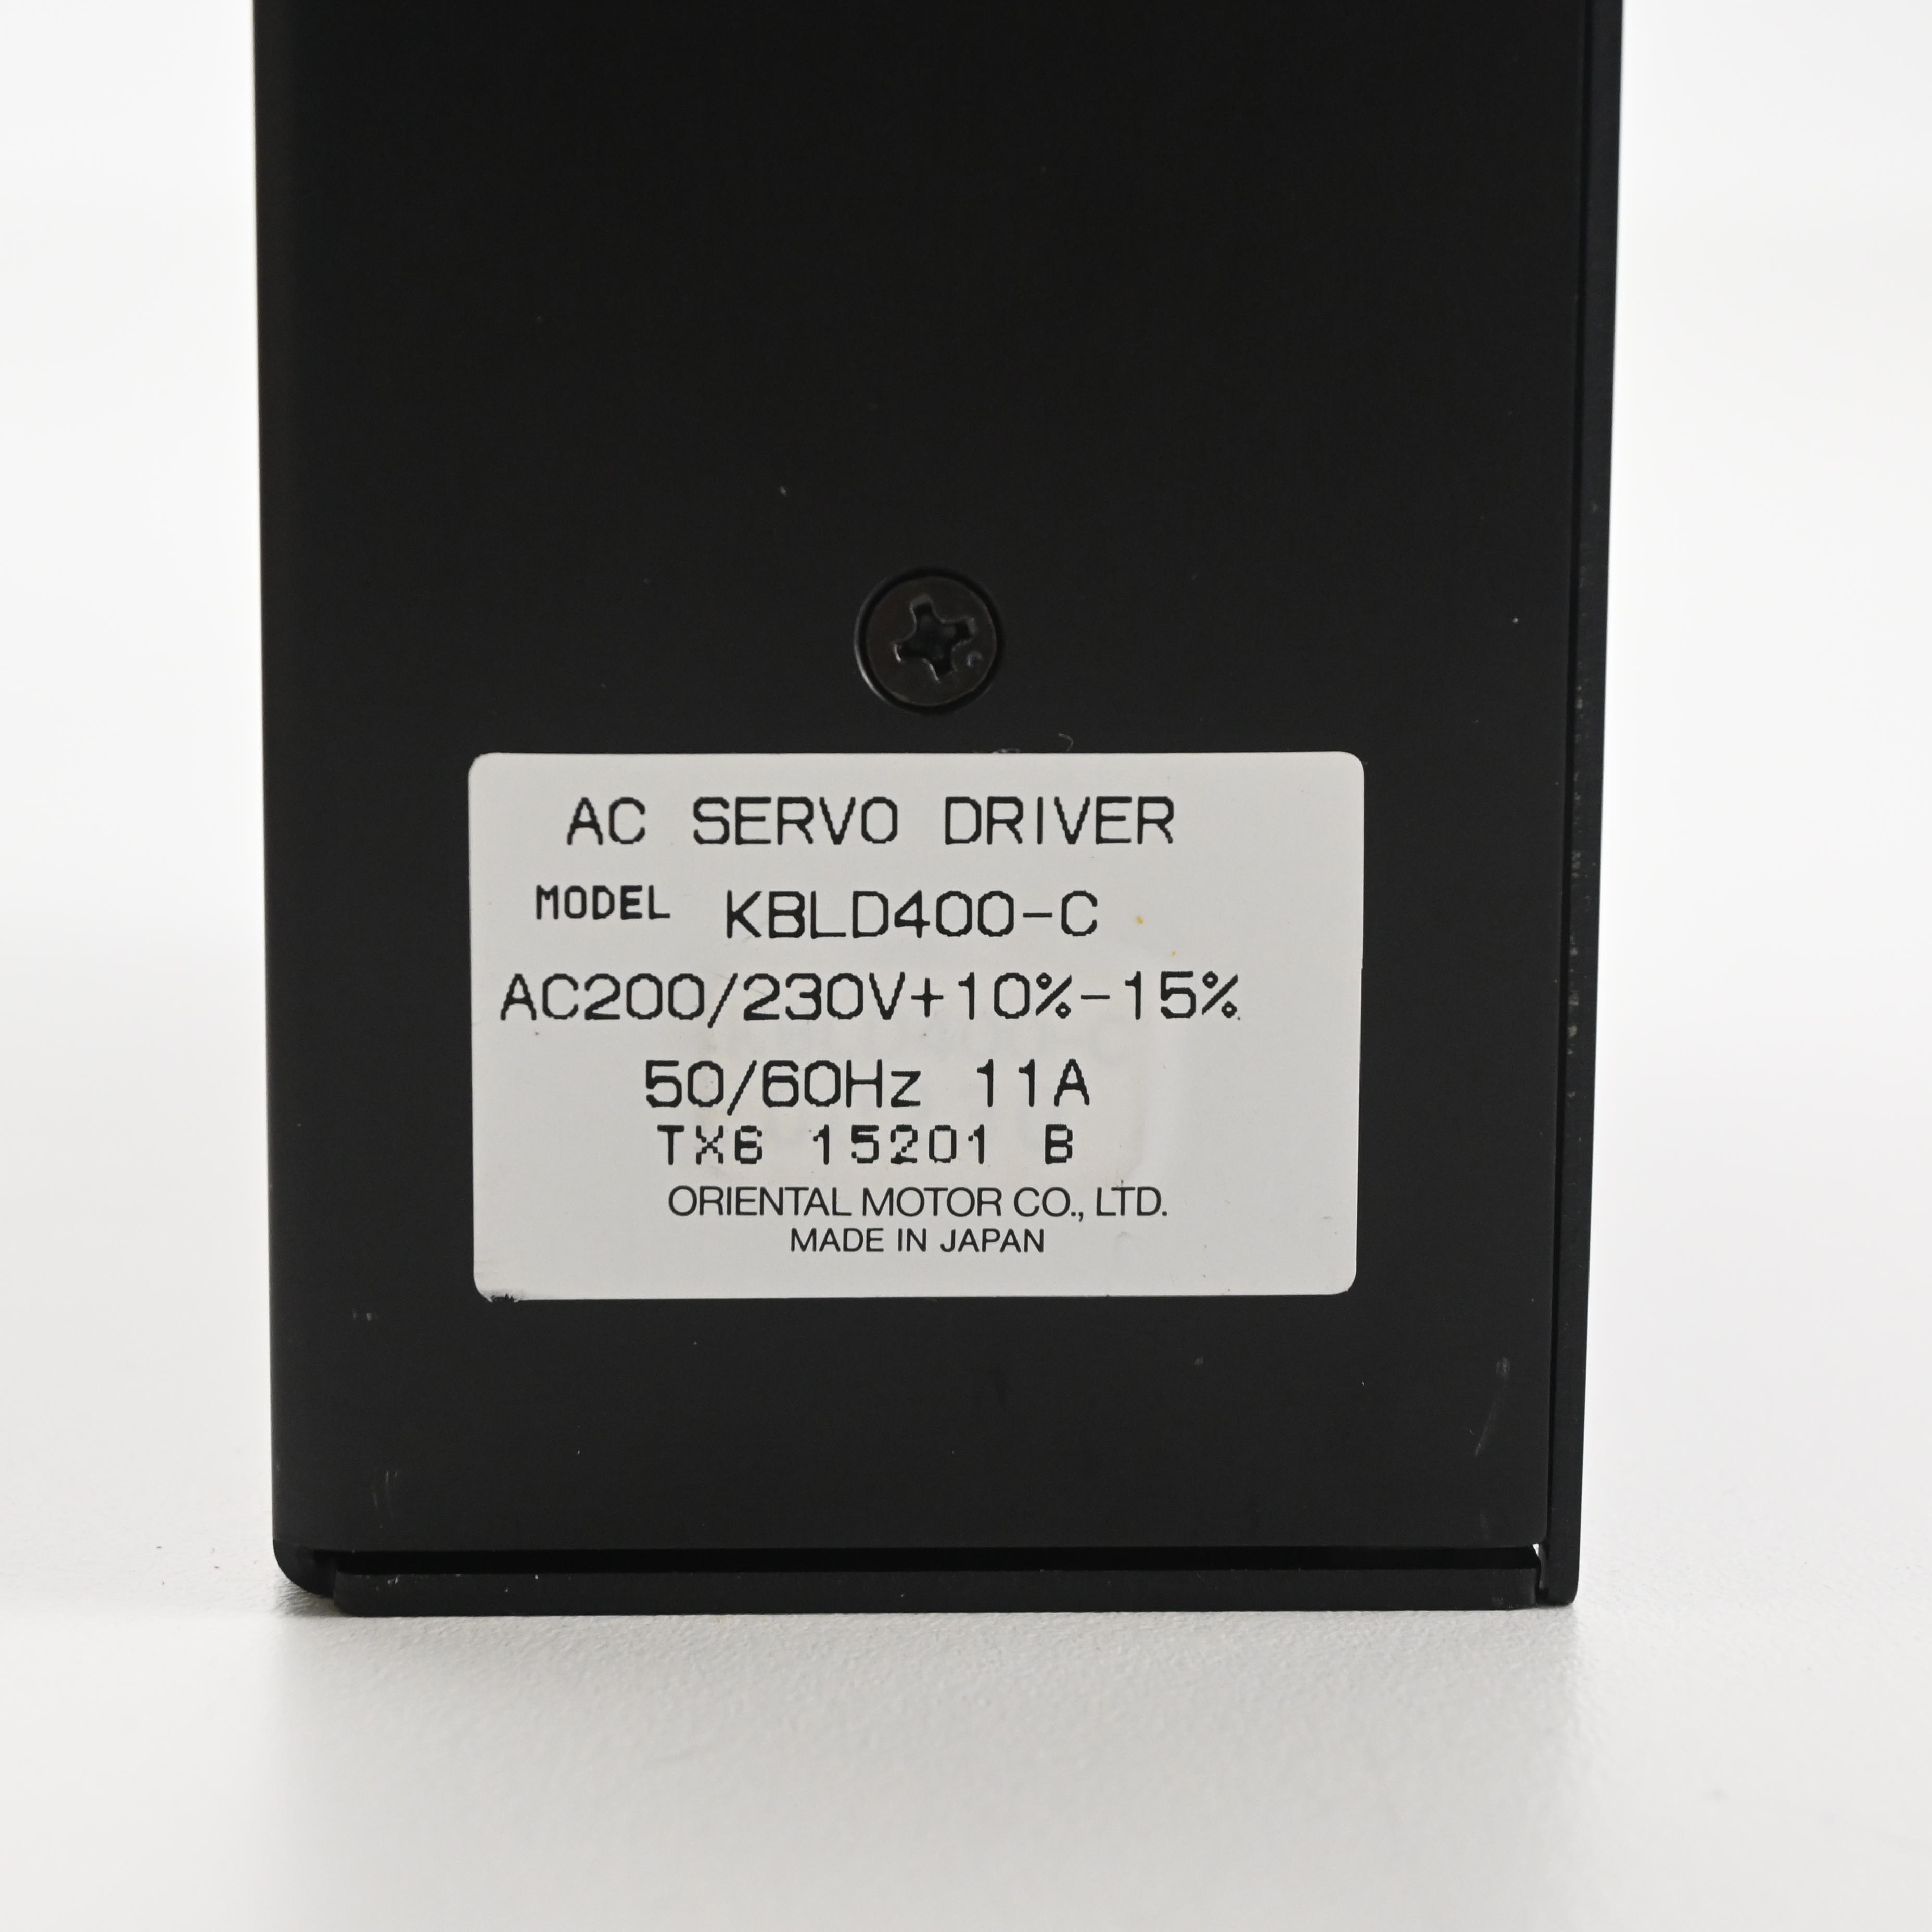 AC SERVO DRIVER
MODEL KBLD400-C
AC200/230V+10%-15%
50/60Hz 11A
TX6 15201 B
ORIENTAL MOTOR CO., LTD.
MADE IN JAPAN